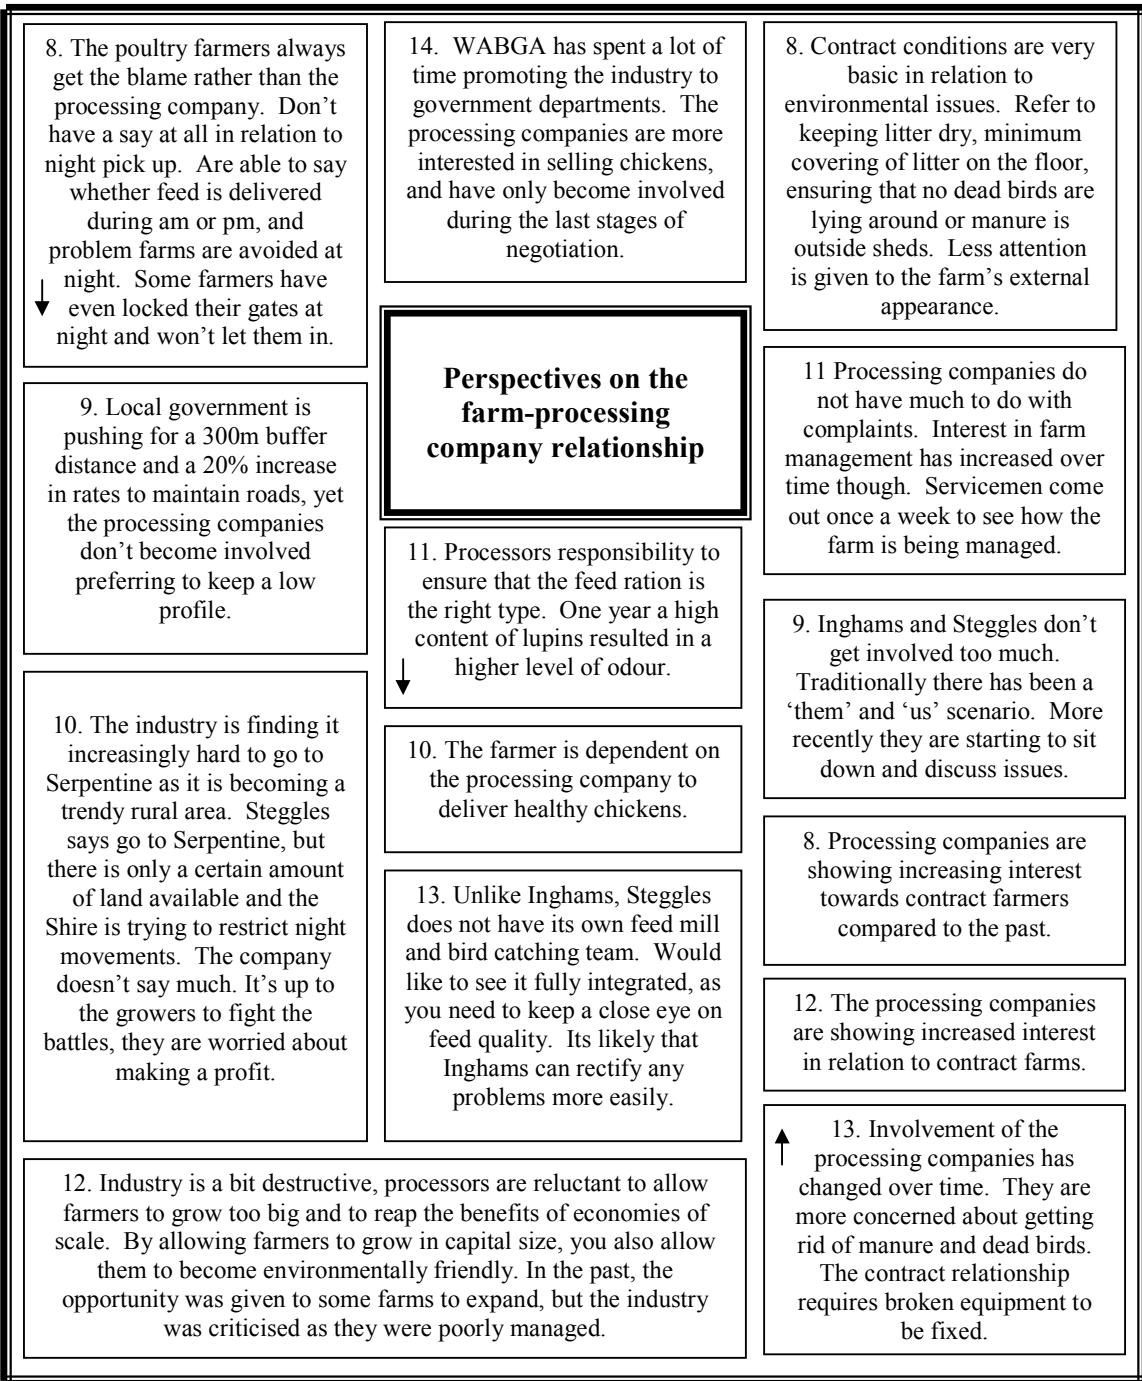 8. The poultry farmers always
get the blame rather than the
processing company. Don't
have a say at all in relation to
night pick up. Are able to say
whether feed is delivered
during am or pm, and
problem farms are avoided at
night. Some farmers have
even locked their gates at
night and won't let them in.
9. Local government is
pushing for a 300m buffer
distance and a 20% increase
in rates to maintain roads, yet
the processing companies
don't become involved
preferring to keep a low
profile.
10. The industry is finding it
increasingly hard to go to
Serpentine as it is becoming a
trendy rural area. Steggles
says go to Serpentine, but
there is only a certain amount
of land available and the
Shire is trying to restrict night
movements. The company
doesn't say much. It's up to
the growers to fight the
battles, they are worried about
making a profit.
14. WABGA has spent a lot of
time promoting the industry to
government departments. The
processing companies are more
interested in selling chickens,
and have only become involved
during the last stages of
negotiation.
Perspectives on the
farm-processing
company relationship
11. Processors responsibility to
ensure that the feed ration is
the right type. One year a high
content of lupins resulted in a
higher level of odour.
10. The farmer is dependent on
the processing company to
deliver healthy chickens.
13. Unlike Inghams, Steggles
does not have its own feed mill
and bird catching team. Would
like to see it fully integrated, as
you need to keep a close eye on
feed quality. Its likely that
Inghams can rectify any
problems more easily.
12. Industry is a bit destructive, processors are reluctant to allow
farmers to grow too big and to reap the benefits of economies of
scale. By allowing farmers to grow in capital size, you also allow
them to become environmentally friendly. In the past, the
opportunity was given to some farms to expand, but the industry
was criticised as they were poorly managed.
8. Contract conditions are very
basic in relation to
environmental issues. Refer to
keeping litter dry, minimum
covering of litter on the floor,
ensuring that no dead birds are
lying around or manure is
outside sheds. Less attention
is given to the farm's external
appearance.
11 Processing companies do
not have much to do with
complaints. Interest in farm
management has increased over
time though. Servicemen come
out once a week to see how the
farm is being managed.
9. Inghams and Steggles don't
get involved too much.
Traditionally there has been a
'them' and 'us' scenario. More
recently they are starting to sit
down and discuss issues.
8. Processing companies are
showing increasing interest
towards contract farmers
compared to the past.
12. The processing companies
are showing increased interest
in relation to contract farms.
13. Involvement of the
processing companies has
changed over time. They are
more concerned about getting
rid of manure and dead birds.
The contract relationship
requires broken equipment to
be fixed.